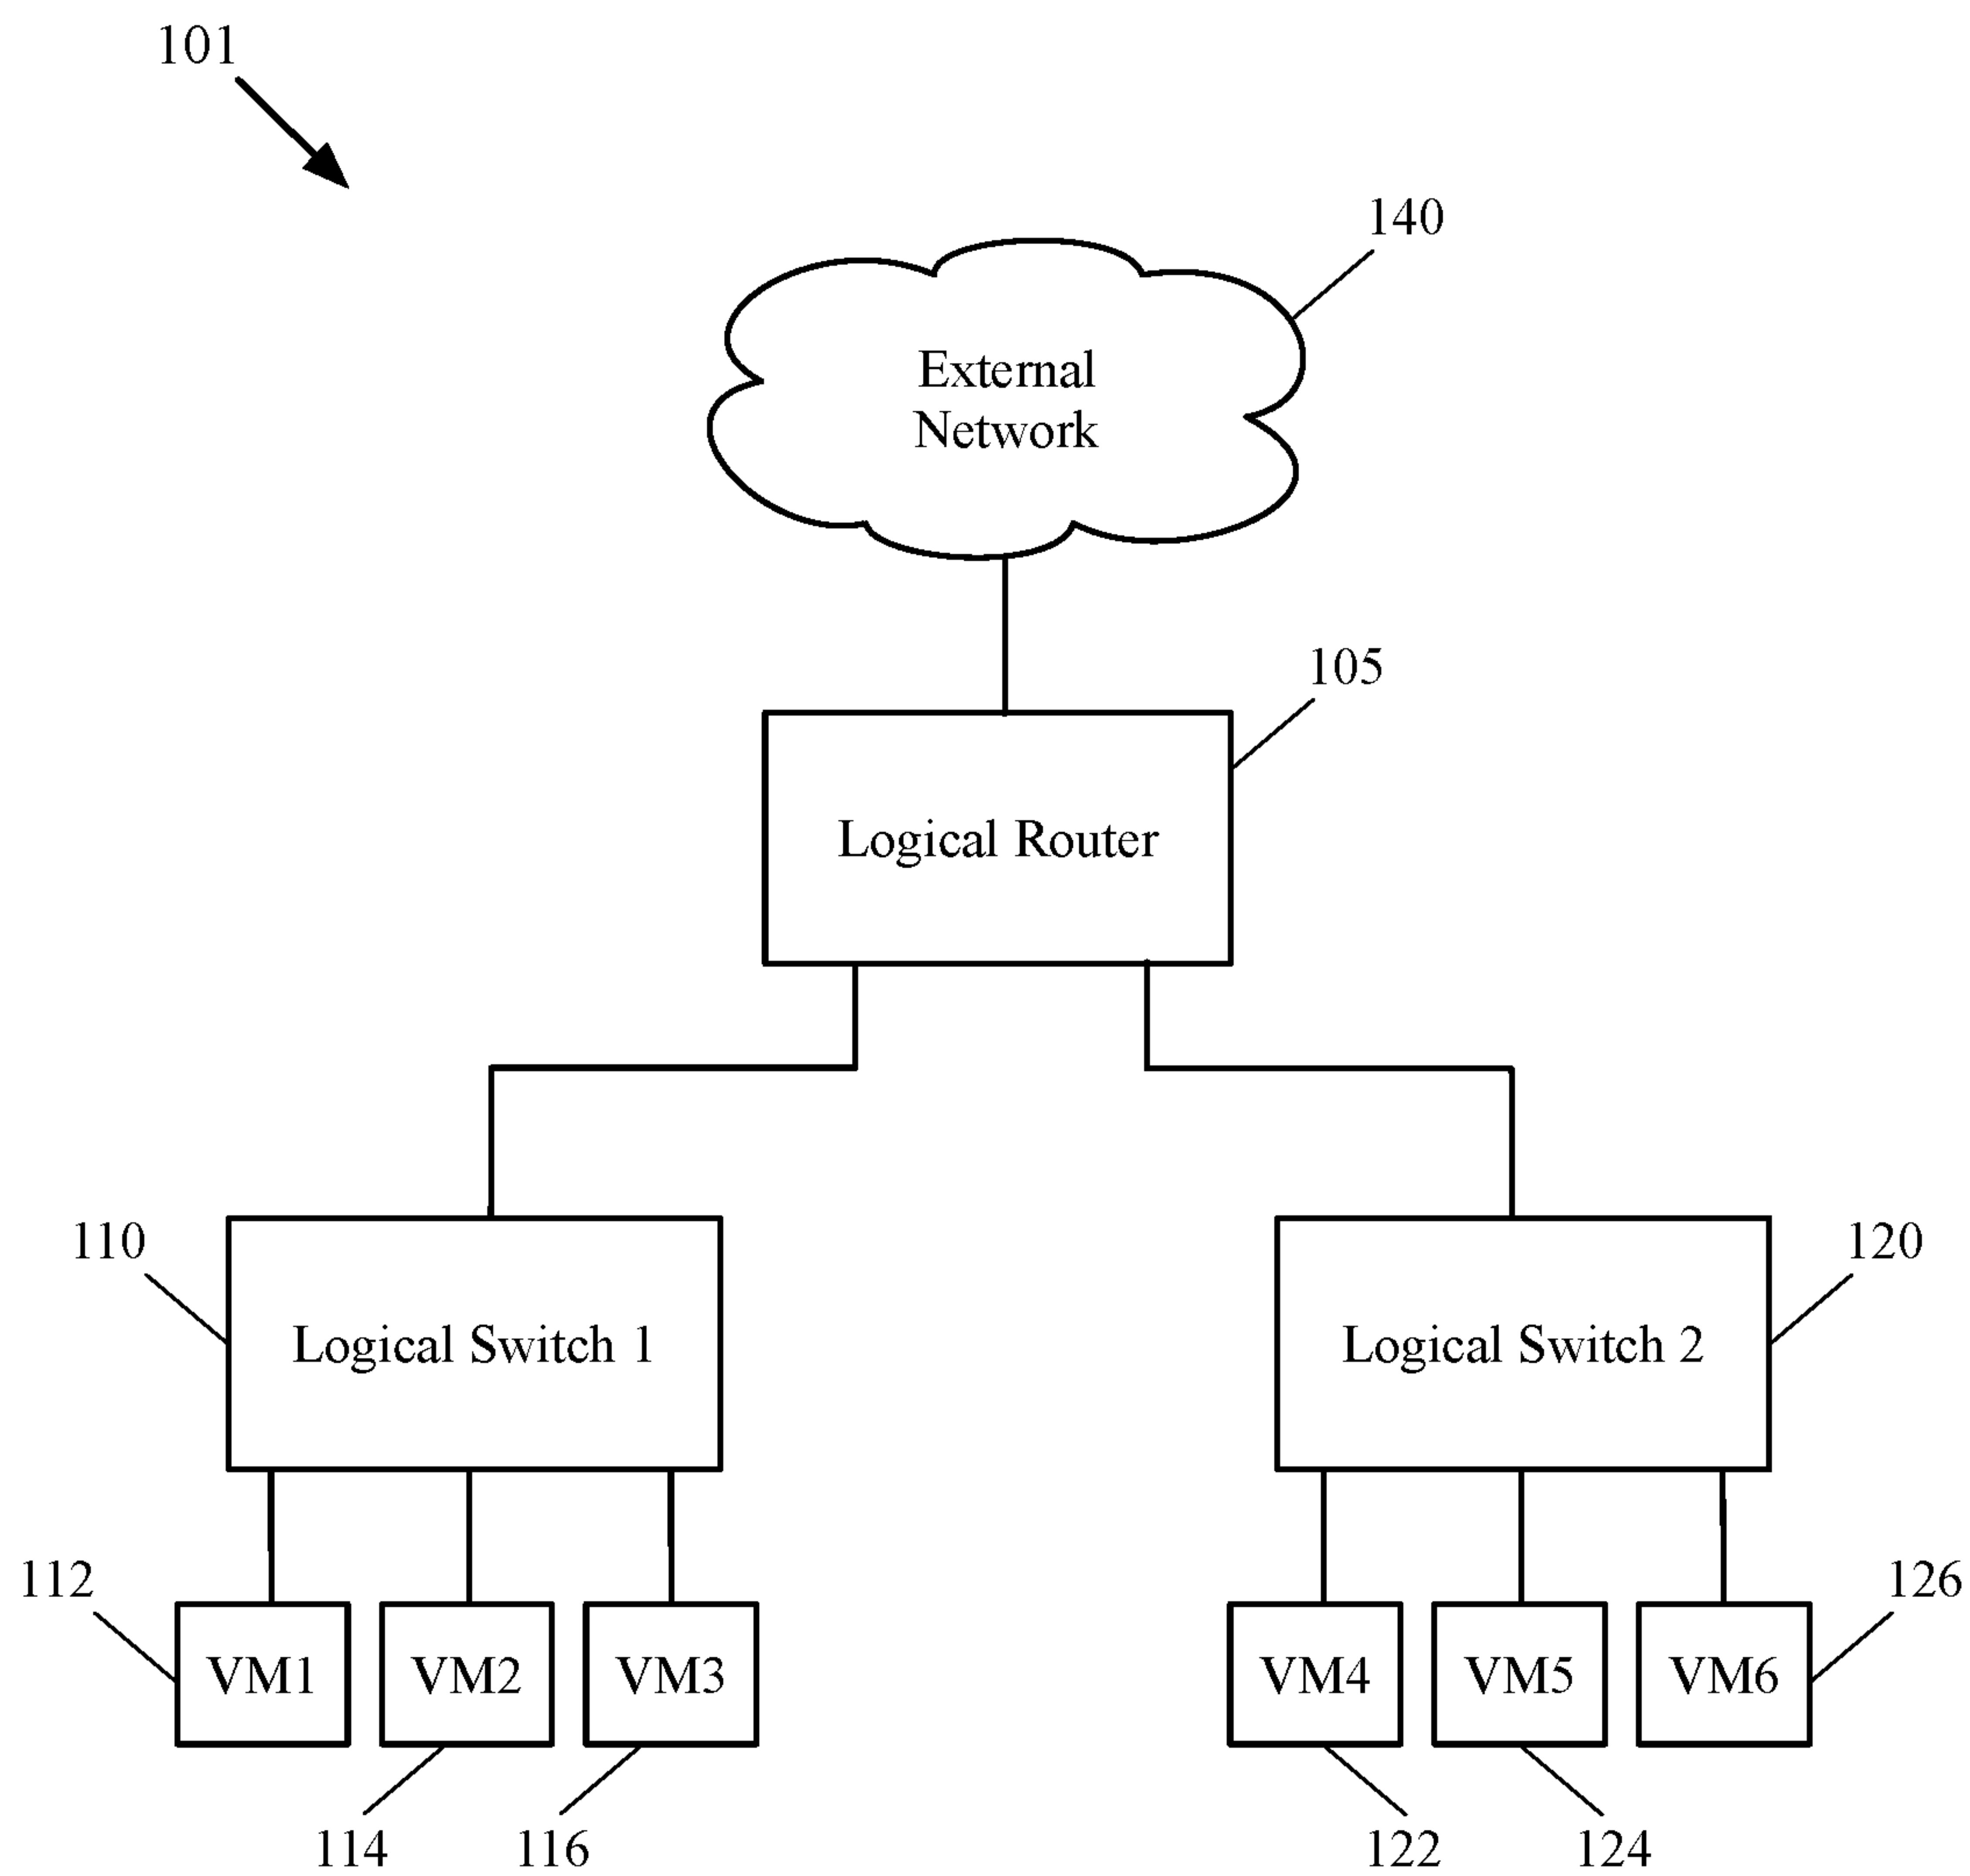 101
140
External
Network
105
Logical Router
110
120
Logical Switch 1
Logical Switch 2
112
126
VM1
VM2
VM3
VM4
VM5
VM6
114
116
122
124